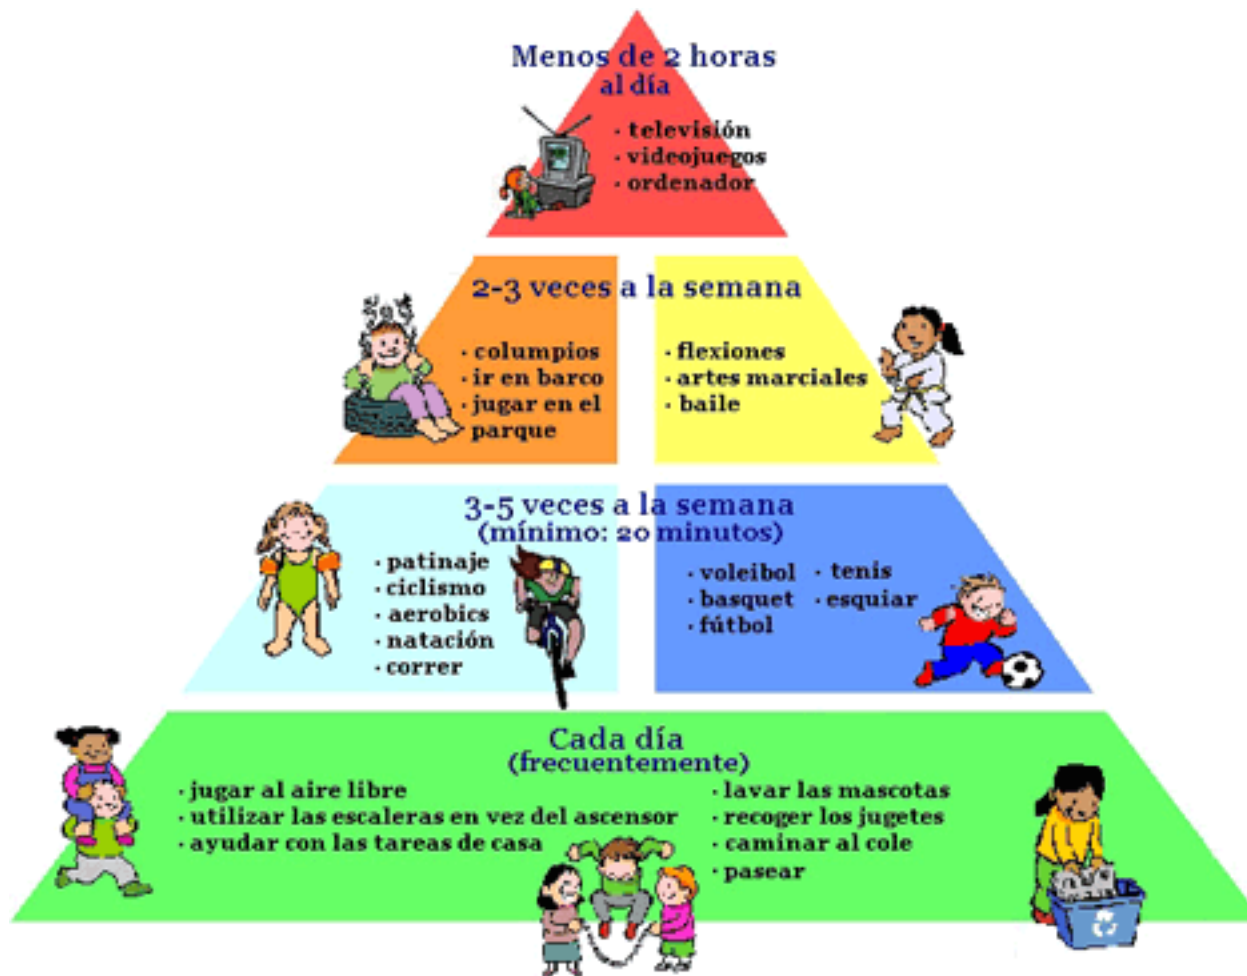 Menos de 2 horas
al día
· televisión
· videojuegos
· ordenador
2-3 veces a la semana
· columpios
· ir en barco
· jugar en el
parque
· flexiones
· artes marciales
· baile
3-5 veces a la semana
(mínimo: 20 minutos)
· patinaje
· ciclismo
· aerobics
· natación
· correr
· voleibol · tenis
· basquet · esquiar
· fútbol
Cada día
(frecuentemente)
· jugar al aire libre
· utilizar las escaleras en vez del ascensor
· ayudar con las tareas de casa
· lavar las mascotas
· recoger los jugetes
· caminar al cole
· pasear